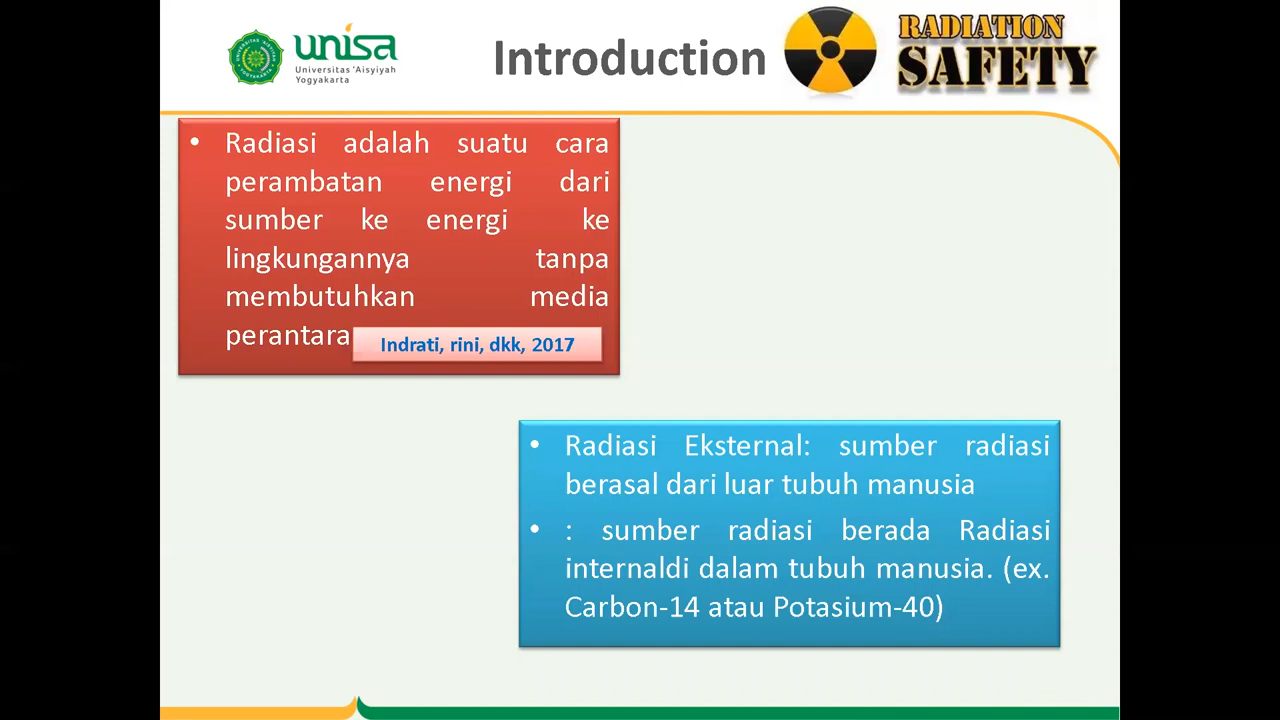 unisa
Universitas 'Aisyiyah
Yogyakarta
Introduction
RADIATION
SAFETY
• Radiasi adalah suatu cara
perambatan energi dari
sumber ke energi ke
lingkungannya tanpa
membutuhkan media
perantara
Indrati, rini, dkk, 2017
• Radiasi Eksternal: sumber radiasi
berasal dari luar tubuh manusia
• : sumber radiasi berada Radiasi
internaldi dalam tubuh manusia. (ex.
Carbon-14 atau Potasium-40)